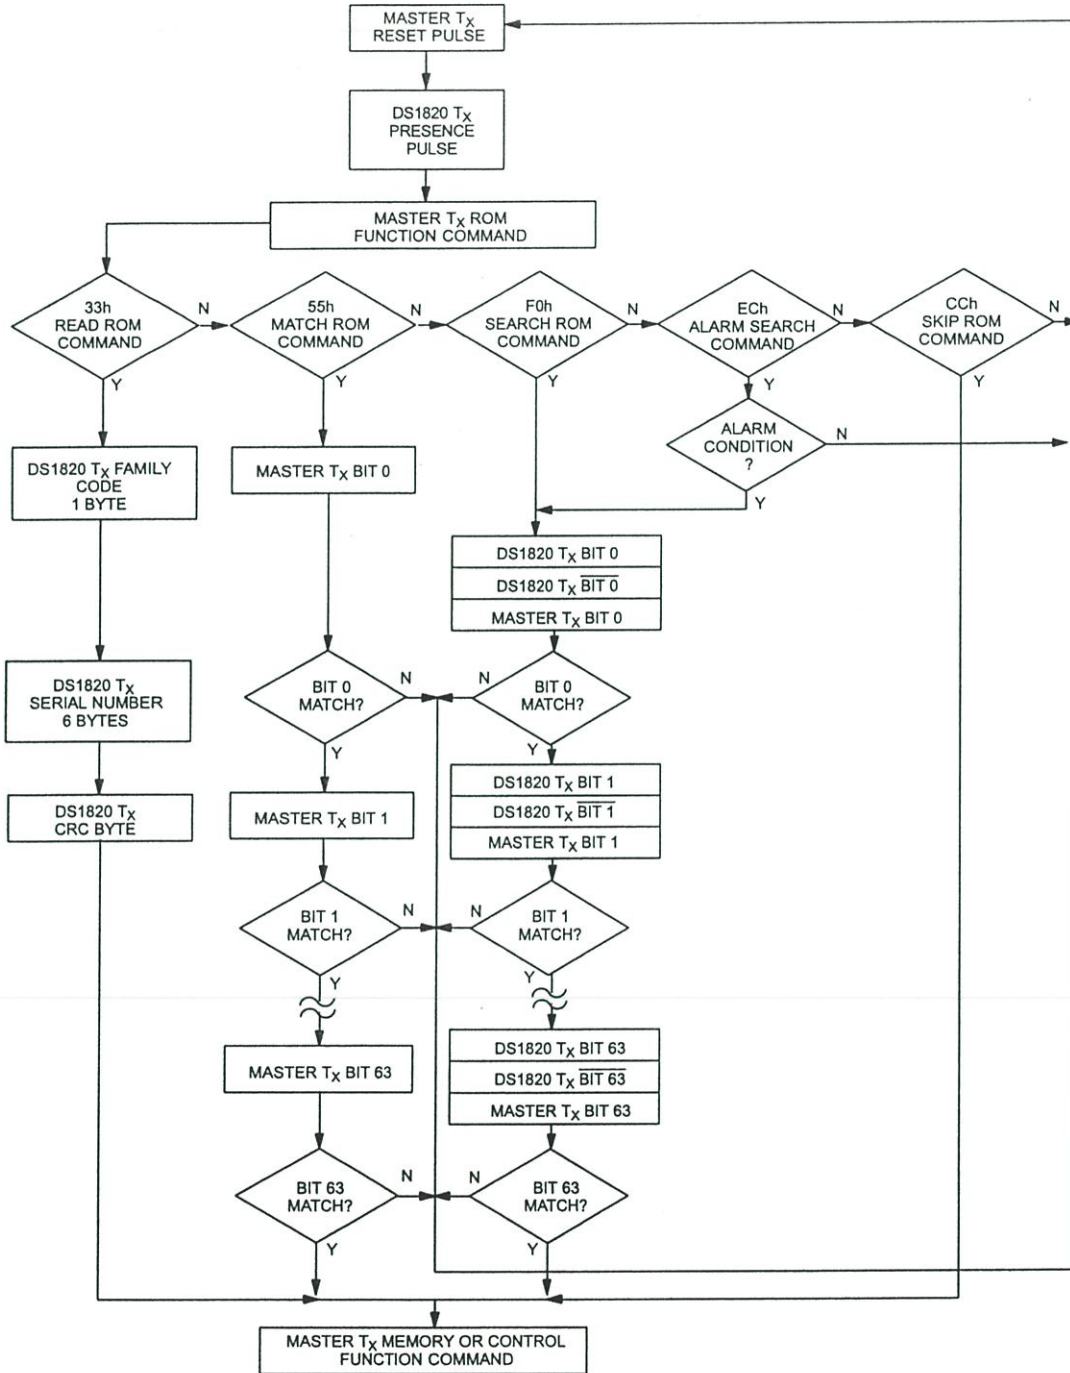 MASTER TX
RESET PULSE
DS1820 TX
PRESENCE
PULSE
MASTER TX ROM
FUNCTION COMMAND
33h
READ ROM
COMMAND
N
Y
55h
MATCH ROM
COMMAND
N
Y
F0h
SEARCH ROM
COMMAND
N
Y
ECh
ALARM SEARCH
COMMAND
N
Y
CCh
SKIP ROM
COMMAND
N
Y
ALARM
CONDITION
?
N
Y
DS1820 TX FAMILY
CODE
1 BYTE
MASTER TX BIT 0
DS1820 TX BIT 0
DS1820 TX BIT 0
MASTER TX BIT 0
DS1820 TX
SERIAL NUMBER
6 BYTES
BIT 0
MATCH?
N
Y
BIT 0
MATCH?
N
Y
DS1820 TX
CRC BYTE
MASTER TX BIT 1
DS1820 TX BIT 1
DS1820 TX BIT 1
MASTER TX BIT 1
BIT 1
MATCH?
N
Y
BIT 1
MATCH?
N
Y
MASTER TX BIT 63
DS1820 TX BIT 63
DS1820 TX BIT 63
MASTER TX BIT 63
BIT 63
MATCH?
N
Y
BIT 63
MATCH?
N
Y
MASTER TX MEMORY OR CONTROL
FUNCTION COMMAND